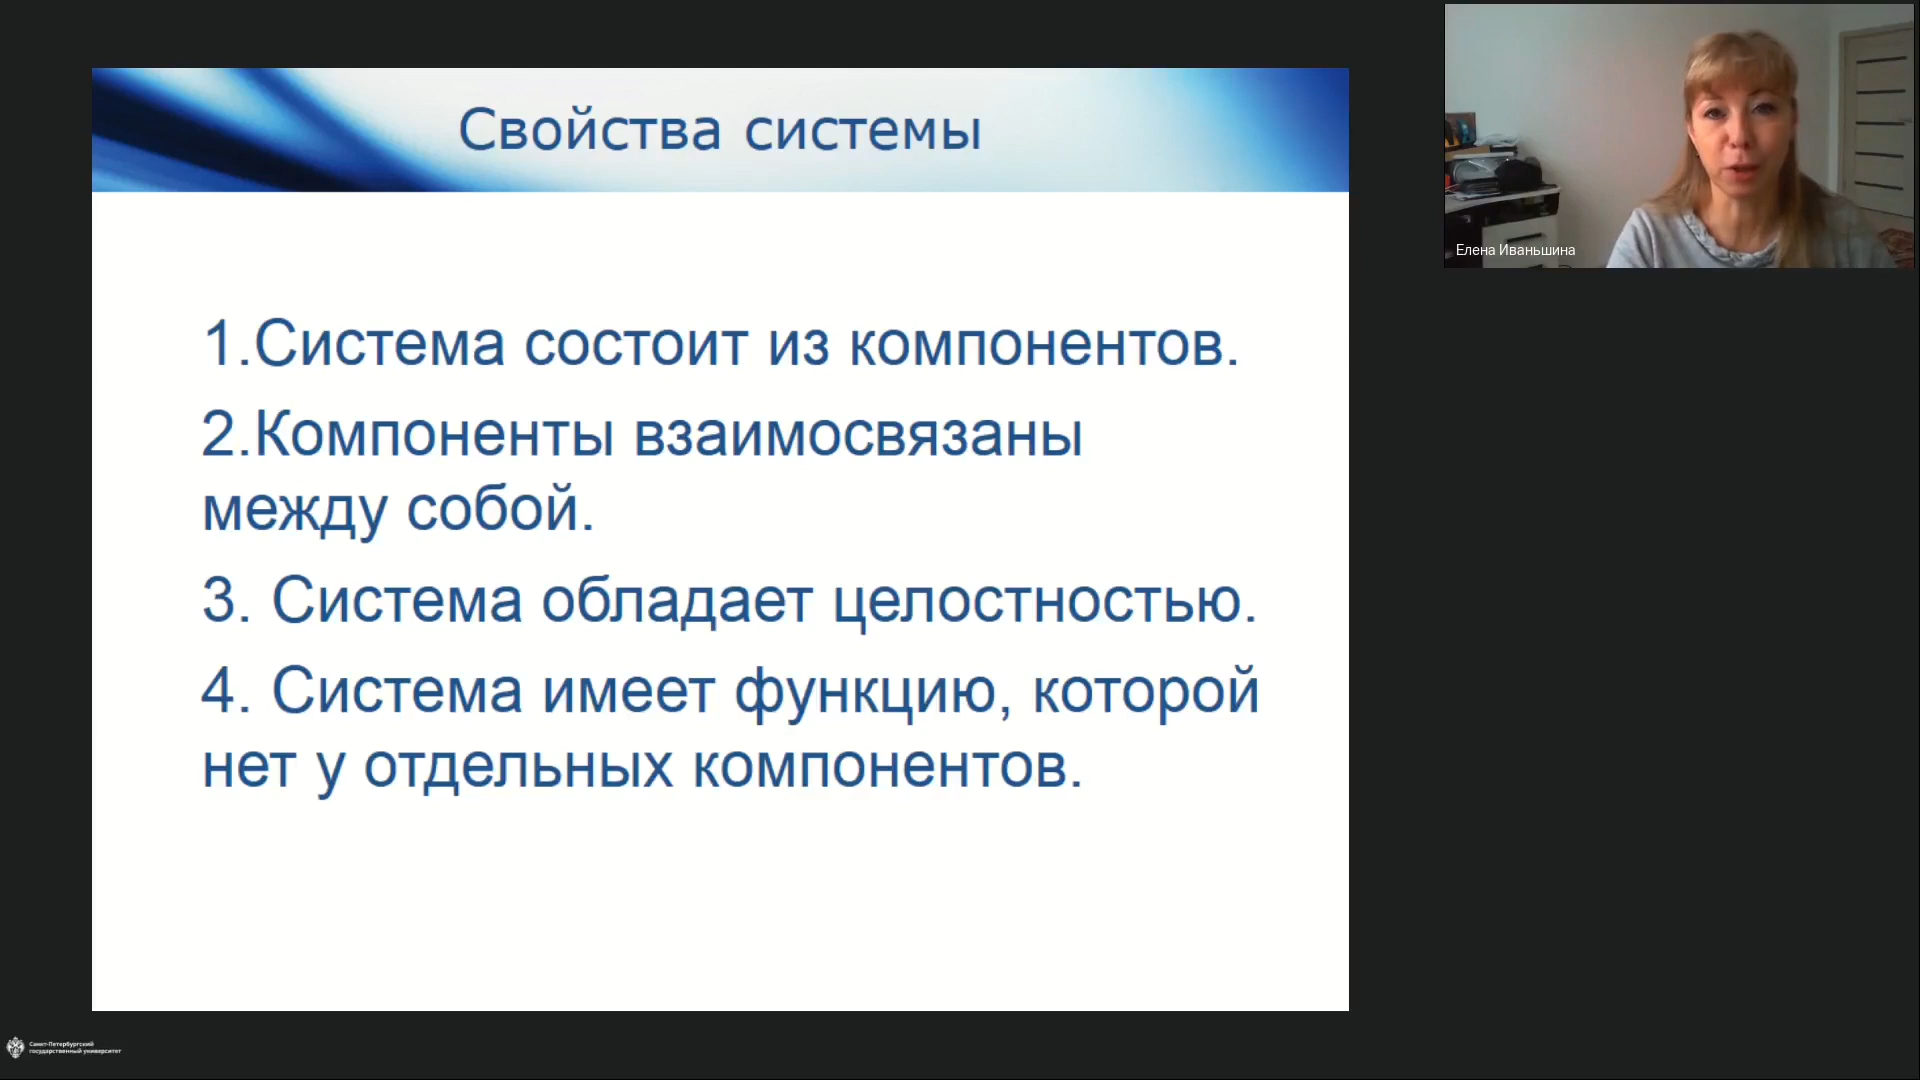 Свойства системы
1.Система состоит из компонентов.
2.Компоненты взаимосвязаны
между собой.
3. Система обладает целостностью.
4. Система имеет функцию, которой
нет у отдельных компонентов.
Елена Иваньшина
Санкт-Петербургский
государственный университет